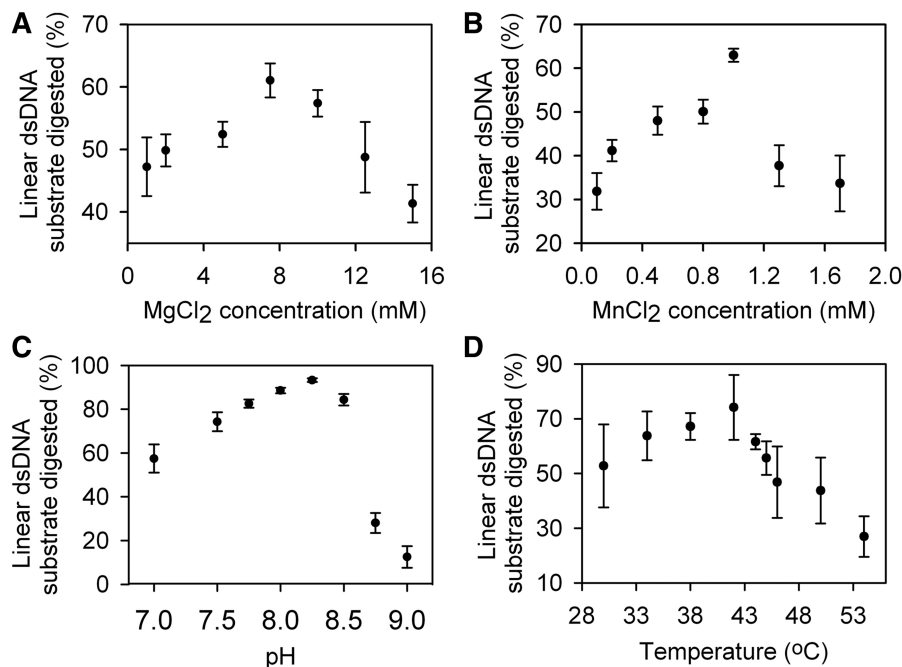 A
Linear dsDNA
substrate digested (%)
70
60
50
40
0 4 8 12 16
MgCl2 concentration (mM)
B
Linear dsDNA
substrate digested (%)
70
60
50
40
30
20
0.0 0.4 0.8 1.2 1.6 2.0
MnCl2 concentration (mM)
C
Linear dsDNA
substrate digested (%)
100
80
60
40
20
0
7.0 7.5 8.0 8.5 9.0
pH
D
Linear dsDNA
substrate digested (%)
90
70
50
30
10
28 33 38 43 48 53
Temperature (oC)